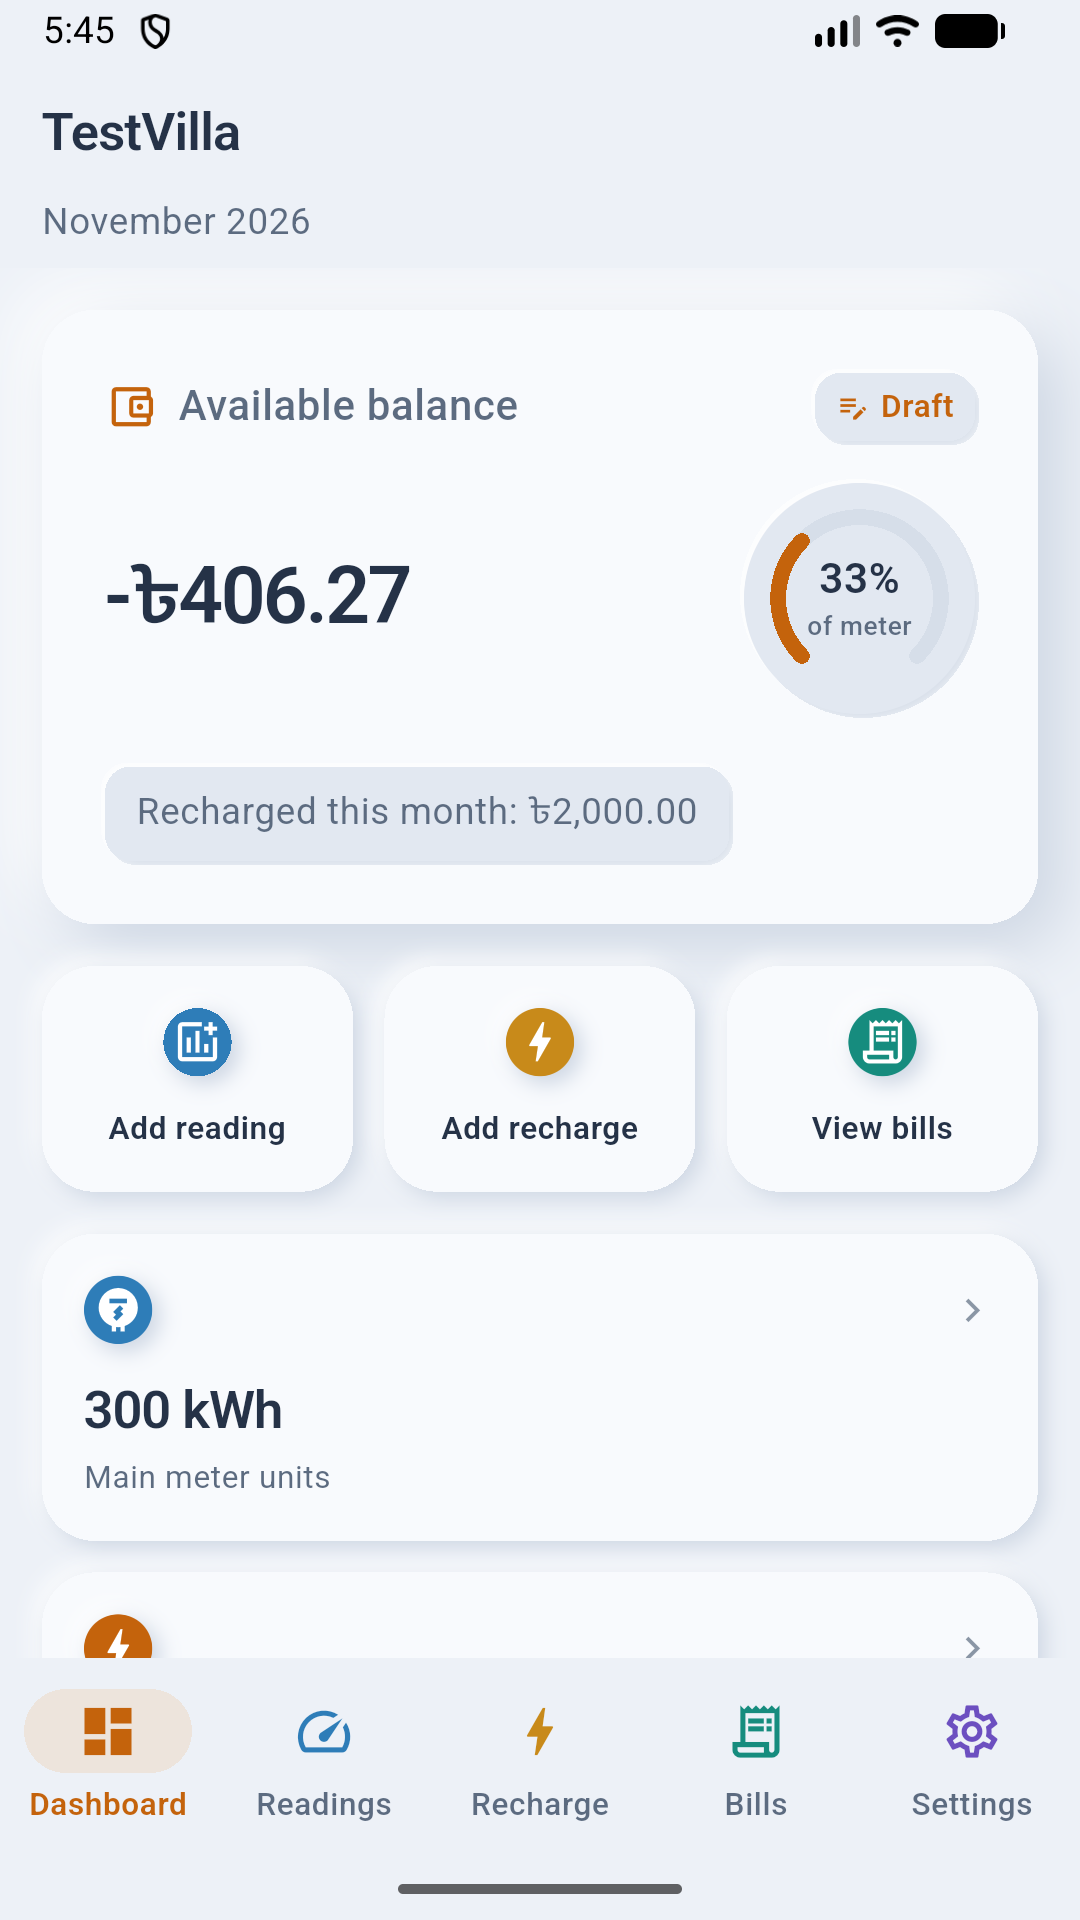 5:45
TestVilla
November 2026
Available balance
Draft
-৳406.27
33%
of meter
Recharged this month: ৳2,000.00
Add reading
Add recharge
View bills
300 kWh
Main meter units
Dashboard
Readings
Recharge
Bills
Settings